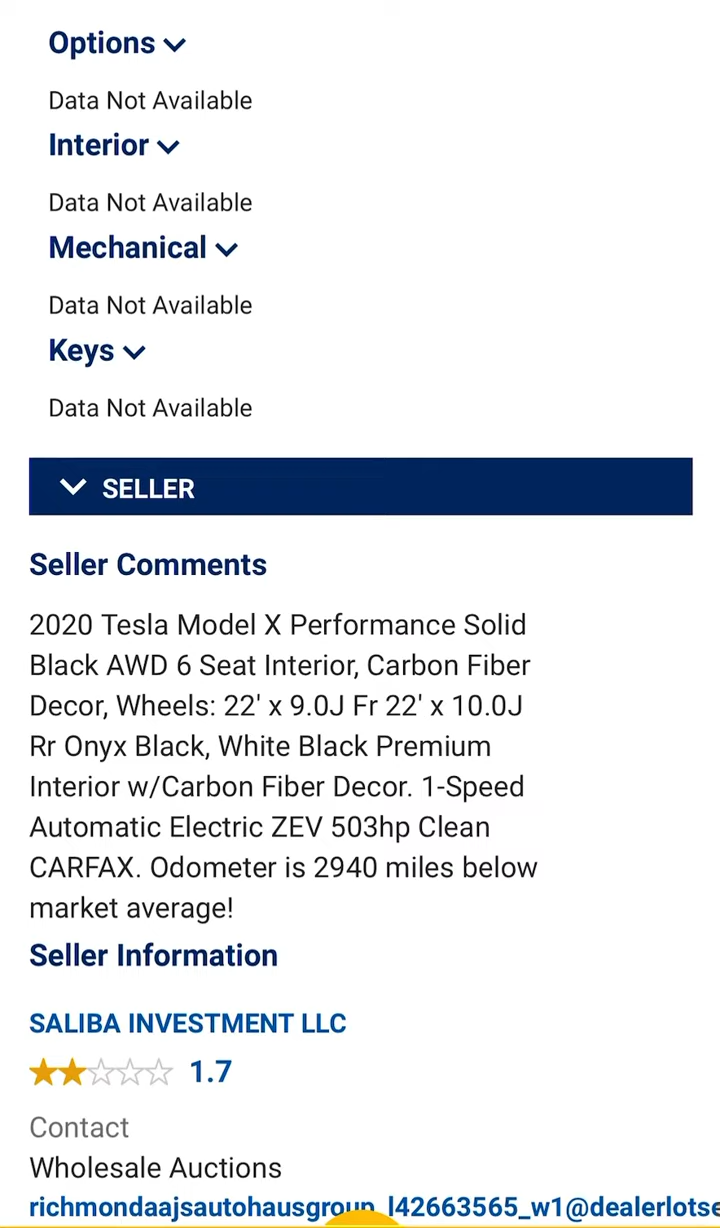 Options
Data Not Available
Interior
Data Not Available
Mechanical
Data Not Available
Keys
Data Not Available
SELLER
Seller Comments
2020 Tesla Model X Performance Solid
Black AWD 6 Seat Interior, Carbon Fiber
Decor, Wheels: 22' x 9.0J Fr 22' x 10.0J
Rr Onyx Black, White Black Premium
Interior w/Carbon Fiber Decor. 1-Speed
Automatic Electric ZEV 503hp Clean
CARFAX. Odometer is 2940 miles below
market average!
Seller Information
SALIBA INVESTMENT LLC
1.7
Contact
Wholesale Auctions
richmondaajsautohausgroup_l42663565_w1@dealerlotse